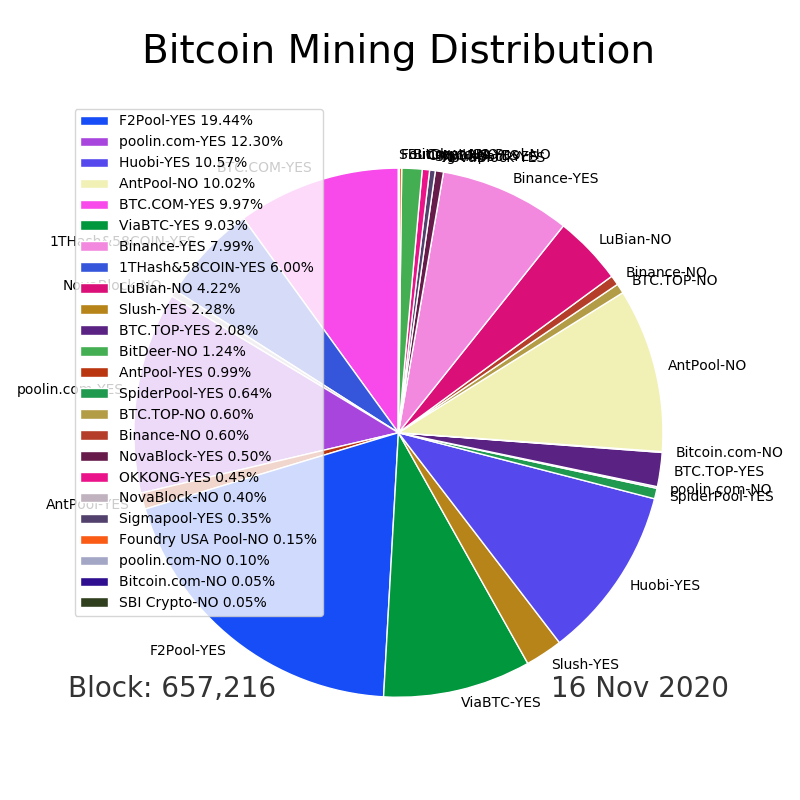 Bitcoin Mining Distribution
F2Pool-YES 19.44%
poolin.com-YES 12.30%
Huobi-YES 10.57%
AntPool-NO 10.02%
BTC.COM-YES 9.97%
ViaBTC-YES 9.03%
Binance-YES 7.99%
1THash&58COIN-YES 6.00%
LuBian-NO 4.22%
Slush-YES 2.28%
BTC.TOP-YES 2.08%
BitDeer-NO 1.24%
AntPool-YES 0.99%
SpiderPool-YES 0.64%
BTC.TOP-NO 0.60%
Binance-NO 0.60%
NovaBlock-YES 0.50%
OKKONG-YES 0.45%
NovaBlock-NO 0.40%
Sigmapool-YES 0.35%
Foundry USA Pool-NO 0.15%
poolin.com-NO 0.10%
Bitcoin.com-NO 0.05%
SBI Crypto-NO 0.05%
BTC.COM-YES
1THash&58COIN-YES
poolin.com-YES
AntPool-YES
F2Pool-YES
ViaBTC-YES
Slush-YES
Huobi-YES
SpiderPool-YES
poolin.com-NO
BTC.TOP-YES
Bitcoin.com-NO
AntPool-NO
BTC.TOP-NO
Binance-NO
LuBian-NO
Binance-YES
Block: 657,216
16 Nov 2020